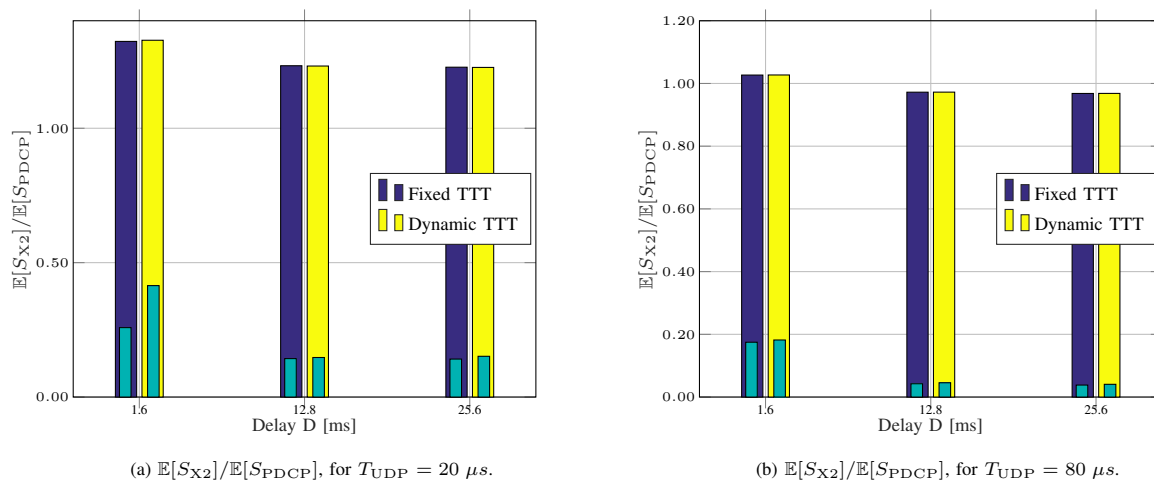 1.00
0.50
0.00
𝔼[S_X2]/𝔼[S_PDCP]
Fixed TTT
Dynamic TTT
1.6 12.8 25.6
Delay D [ms]
(a) 𝔼[S_X2]/𝔼[S_PDCP], for T_UDP = 20 μs.
1.20
1.00
0.80
0.60
0.40
0.20
0.00
𝔼[S_X2]/𝔼[S_PDCP]
Fixed TTT
Dynamic TTT
1.6 12.8 25.6
Delay D [ms]
(b) 𝔼[S_X2]/𝔼[S_PDCP], for T_UDP = 80 μs.